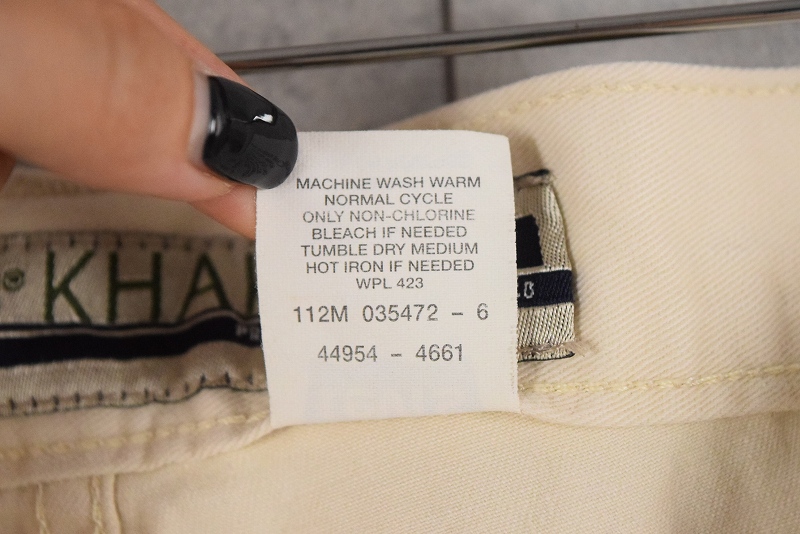 MACHINE WASH WARM
NORMAL CYCLE
ONLY NON-CHLORINE
BLEACH IF NEEDED
TUMBLE DRY MEDIUM
HOT IRON IF NEEDED
WPL 423
112M 035472 - 6
44954 - 4661
® KHA